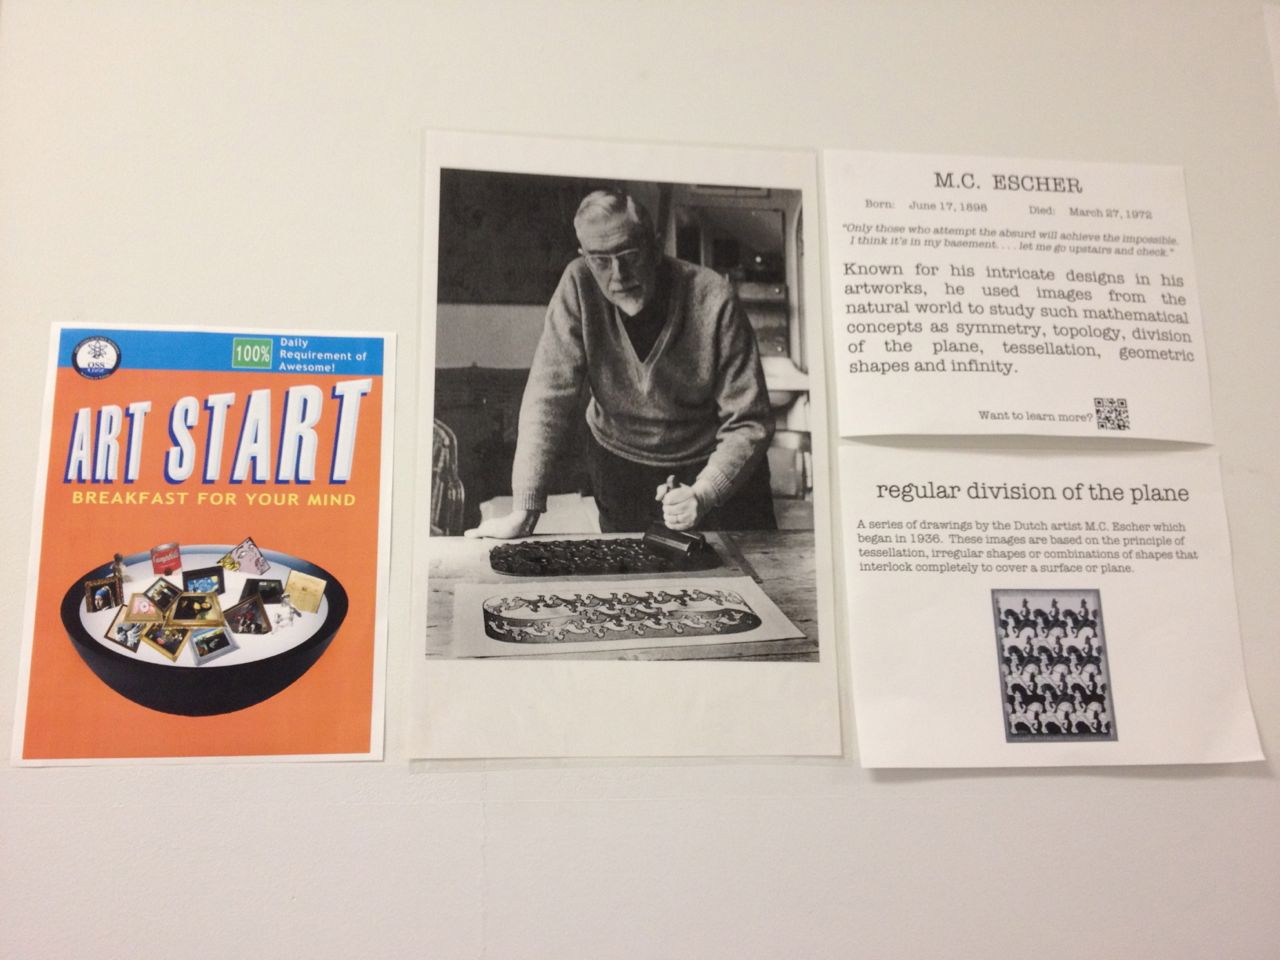 OSS
100%
Daily
Requirement of
Awesome!
ART START
BREAKFAST FOR YOUR MIND
Campbell's
M.C. ESCHER
Born: June 17, 1898 Died: March 27, 1972
"Only those who attempt the absurd will achieve the impossible.
I think it's in my basement. . . . let me go upstairs and check."
Known for his intricate designs in his
artworks, he used images from the
natural world to study such mathematical
concepts as symmetry, topology, division
of the plane, tessellation, geometric
shapes and infinity.
Want to learn more?
regular division of the plane
A series of drawings by the Dutch artist M.C. Escher which
began in 1936. These images are based on the principle of
tessellation, irregular shapes or combinations of shapes that
interlock completely to cover a surface or plane.